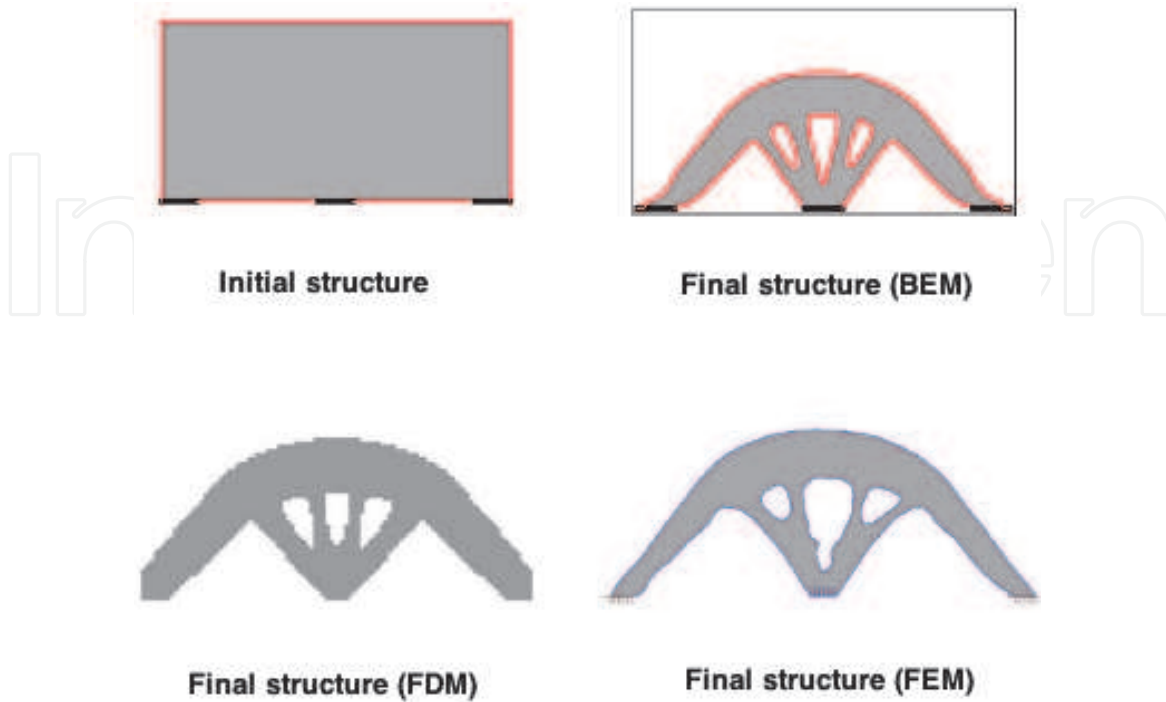 Initial structure
Final structure (BEM)
Final structure (FDM)
Final structure (FEM)